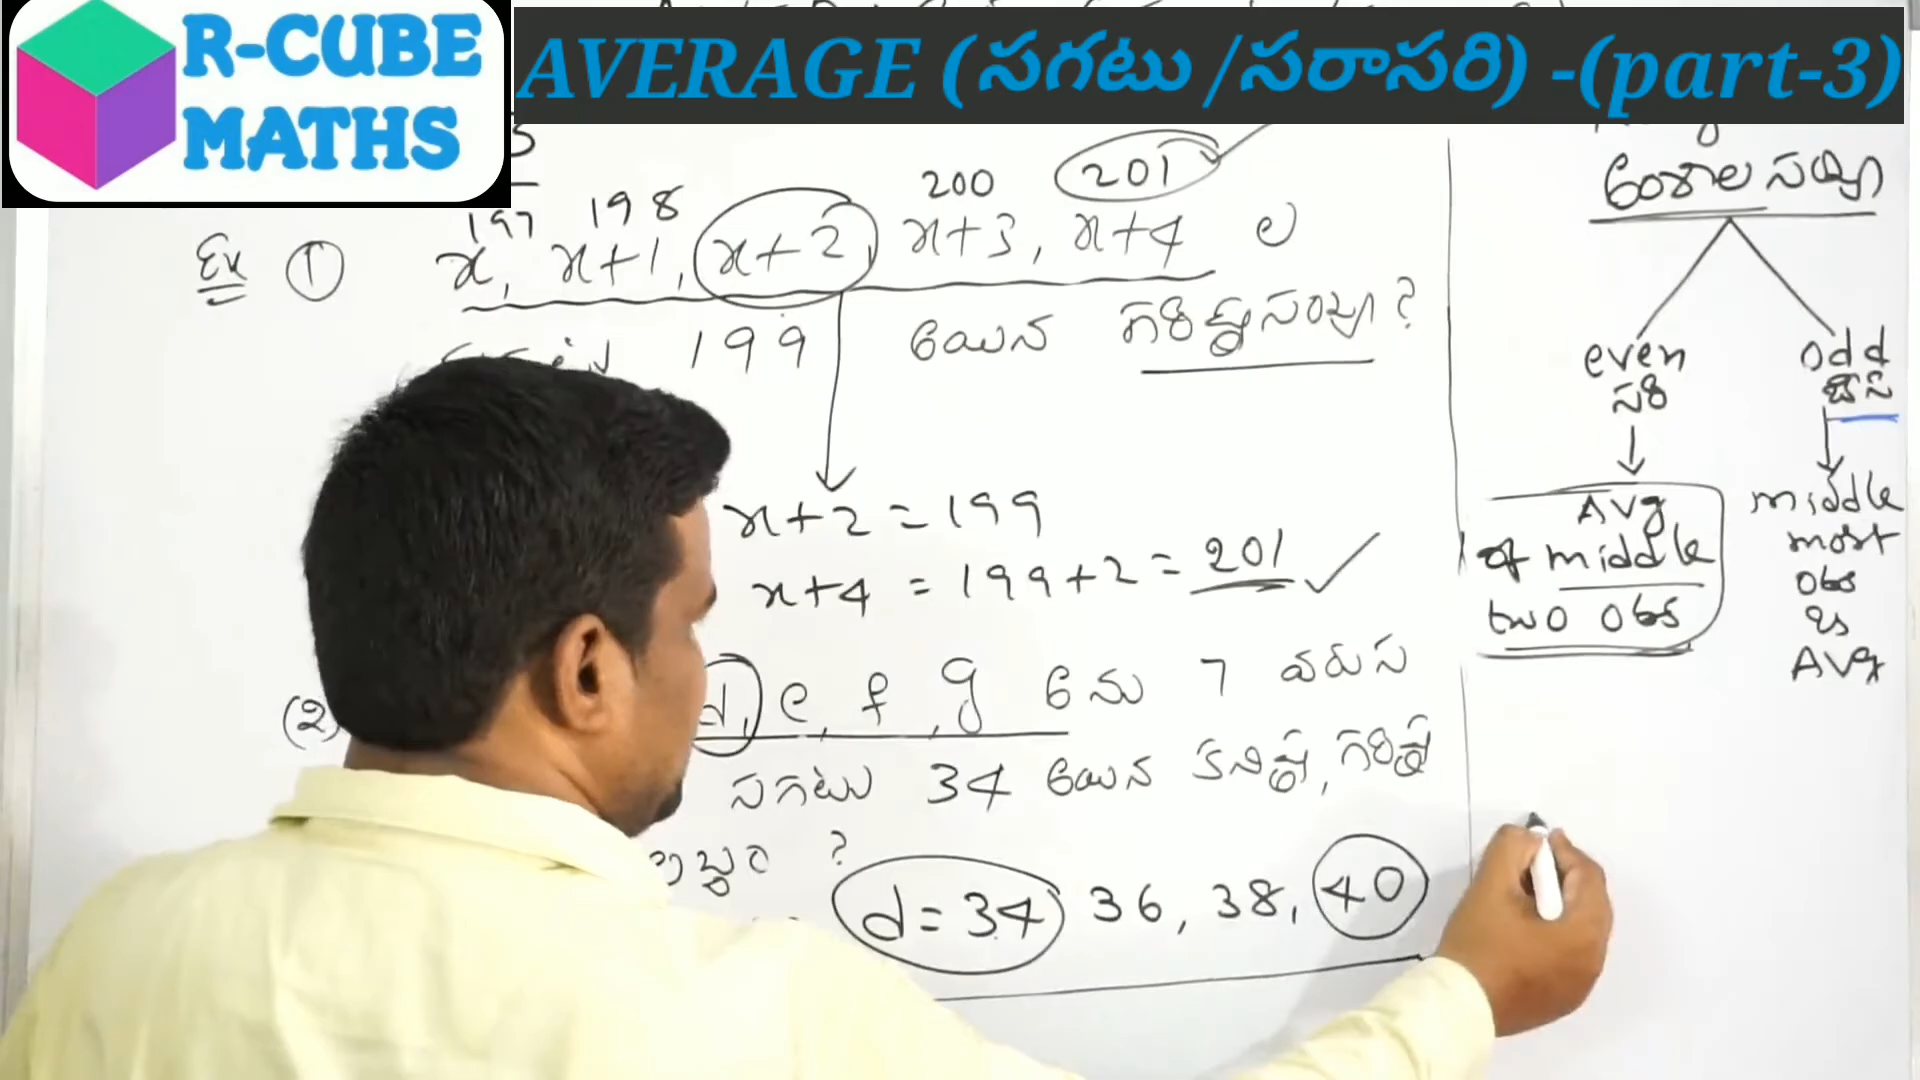 R-CUBE
MATHS
AVERAGE (సగటు /సరాసరి) -(part-3)
197 198 200 201
Ex ① x, x+1, x+2, x+3, x+4 ల
199 అయిన గరిష్ఠసంఖ్యా?
x+2 = 199
x+4 = 199+2 = 201
(2) d, e, f, g అను 7 వరుస
సగటు 34 అయిన కనిష్ఠ, గరిష్ఠ
?
d = 34 36, 38, 40
అంశాల సంఖ్యా
even
సరి
Avg
of middle
two obs
odd
బేసి
middle
most
obs
is
Avg